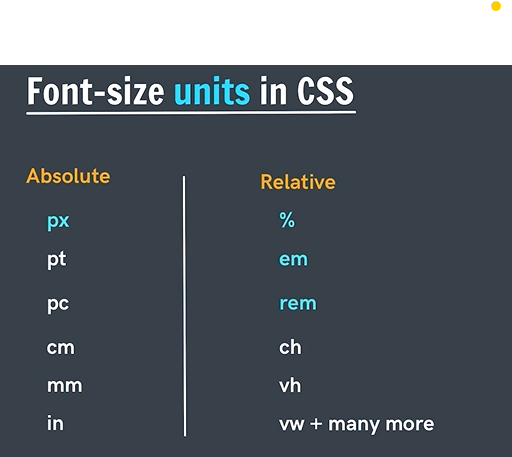 Font-size units in CSS
Absolute
px
pt
pc
cm
mm
in
Relative
%
em
rem
ch
vh
vw + many more